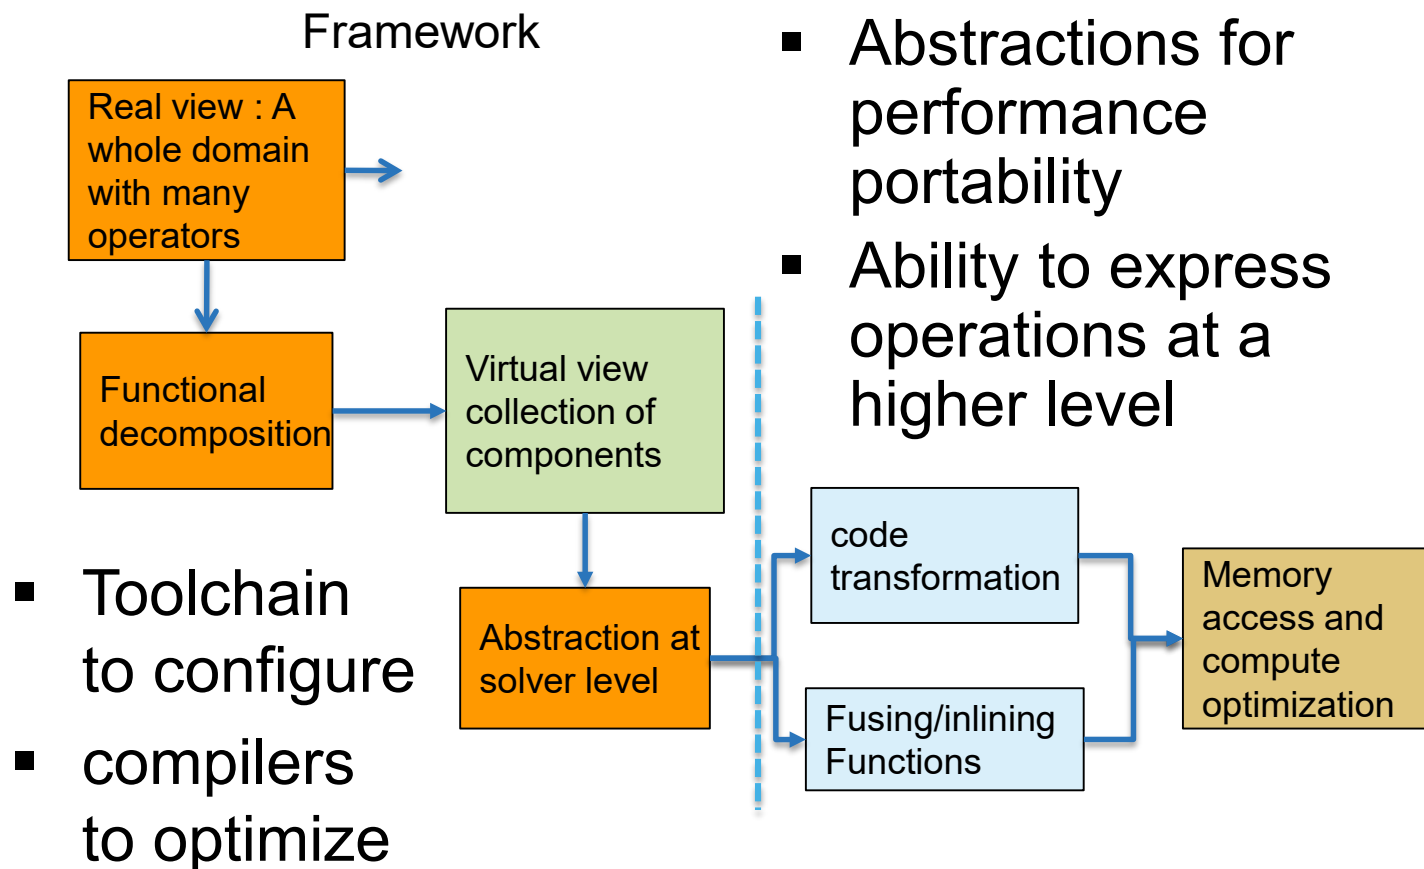 Framework
Real view : A
whole domain
with many
operators
Functional
decomposition
Virtual view
collection of
components
Abstraction at
solver level
▪ Toolchain
to configure
▪ compilers
to optimize
▪ Abstractions for
performance
portability
▪ Ability to express
operations at a
higher level
code
transformation
Fusing/inlining
Functions
Memory
access and
compute
optimization